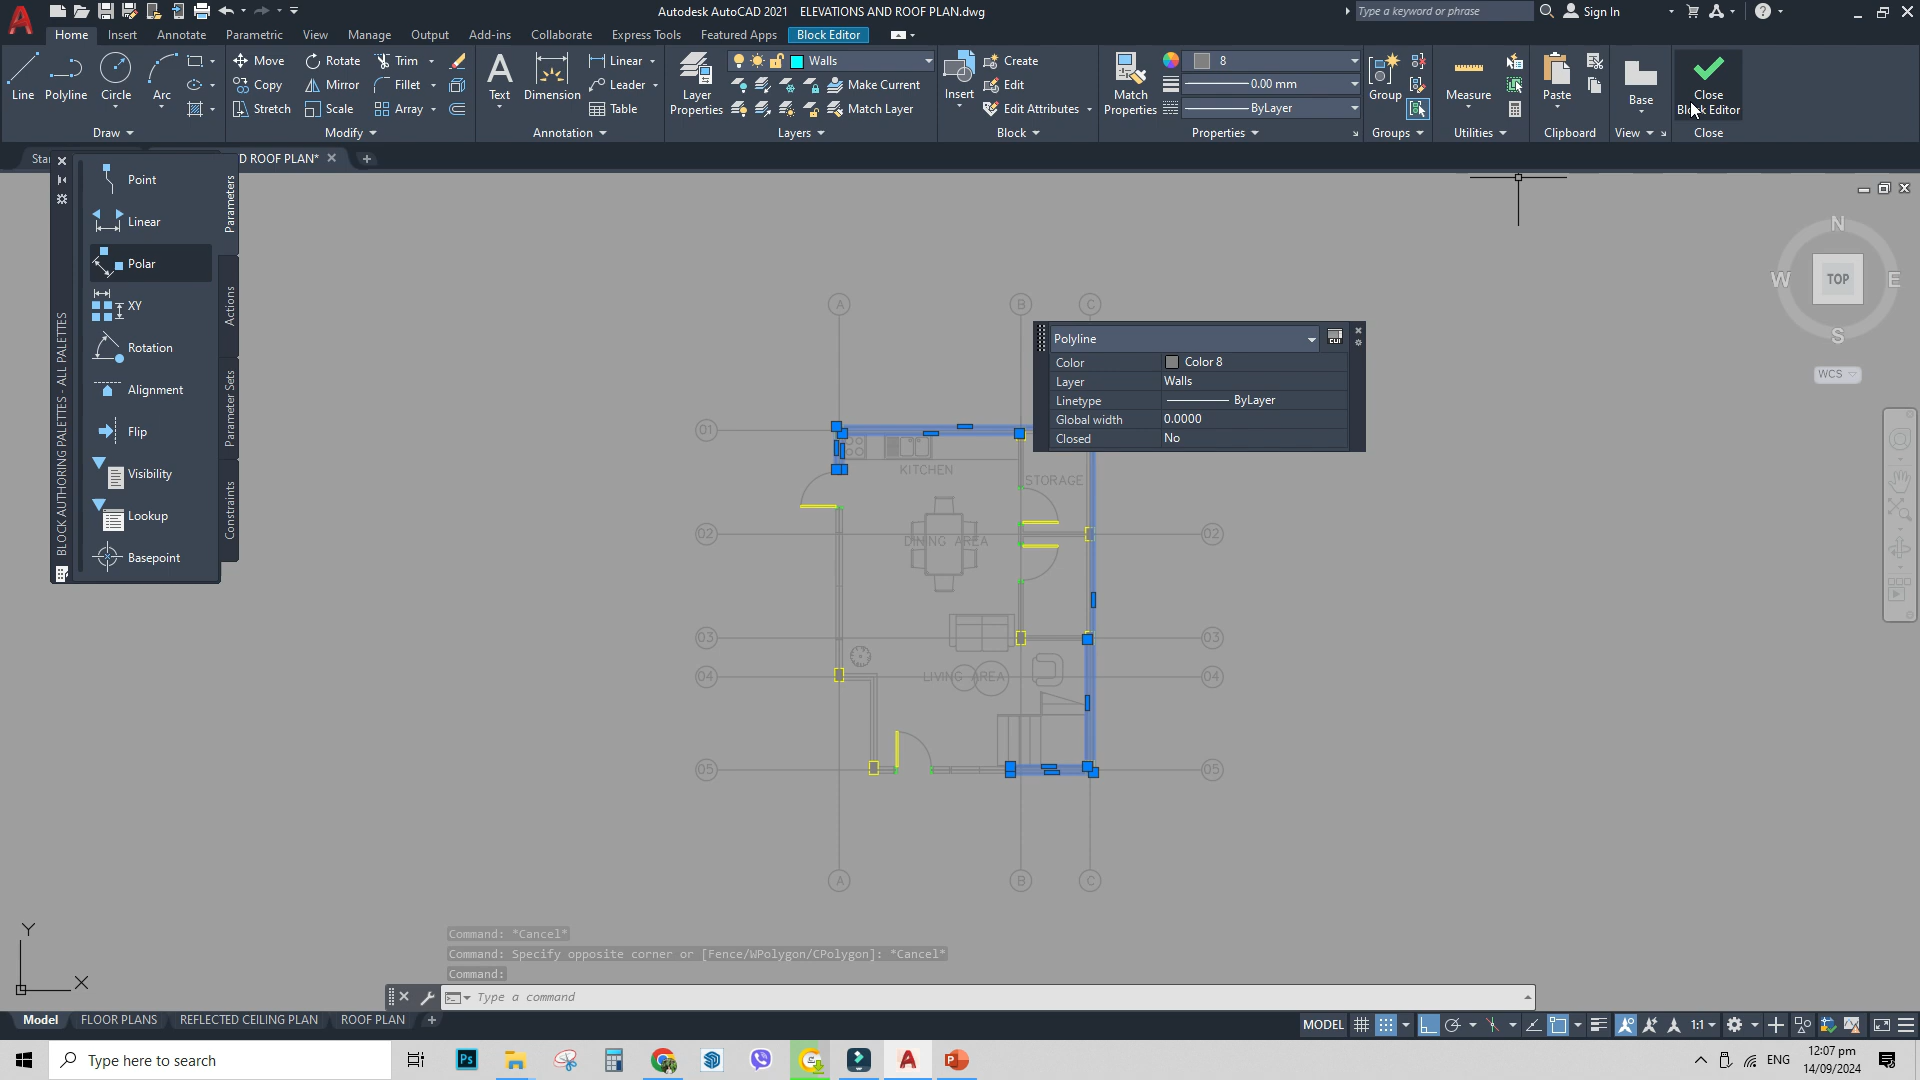 Autodesk AutoCAD 2021 ELEVATIONS AND ROOF PLAN.dwg
Type a keyword or phrase
Sign In
Home Insert Annotate Parametric View Manage Output Add-ins Collaborate Express Tools Featured Apps Block Editor
Line Polyline Circle Arc
Draw
Move Rotate Trim
Copy Mirror Fillet
Stretch Scale Array
Modify
Text Dimension
Linear
Leader
Table
Annotation
Layer Properties
Walls
Make Current
Match Layer
Layers
Insert
Create
Edit
Edit Attributes
Block
Match Properties
8
0.00 mm
ByLayer
Properties
Group
Groups
Measure
Utilities
Paste
Clipboard
Base
View
Close
Block Editor
Close
Star
D ROOF PLAN*
BLOCK AUTHORING PALETTES - ALL PALETTES
Point
Linear
Polar
XY
Rotation
Alignment
Flip
Visibility
Lookup
Basepoint
Parameters
Actions
Parameter Sets
Constraints
N
W TOP E
S
WCS
A B C
Polyline
CUI
Color Color 8
Layer Walls
Linetype ByLayer
Global width 0.0000
Closed No
01
KITCHEN
STORAGE
02 02
DINING AREA
03 03
04 LIVING AREA 04
05 05
A B C
Y
X
Command: *Cancel*
Command: Specify opposite corner or [Fence/WPolygon/CPolygon]: *Cancel*
Command:
Type a command
Model FLOOR PLANS REFLECTED CEILING PLAN ROOF PLAN
MODEL 1:1
Type here to search
Ps
ENG
12:07 pm
14/09/2024